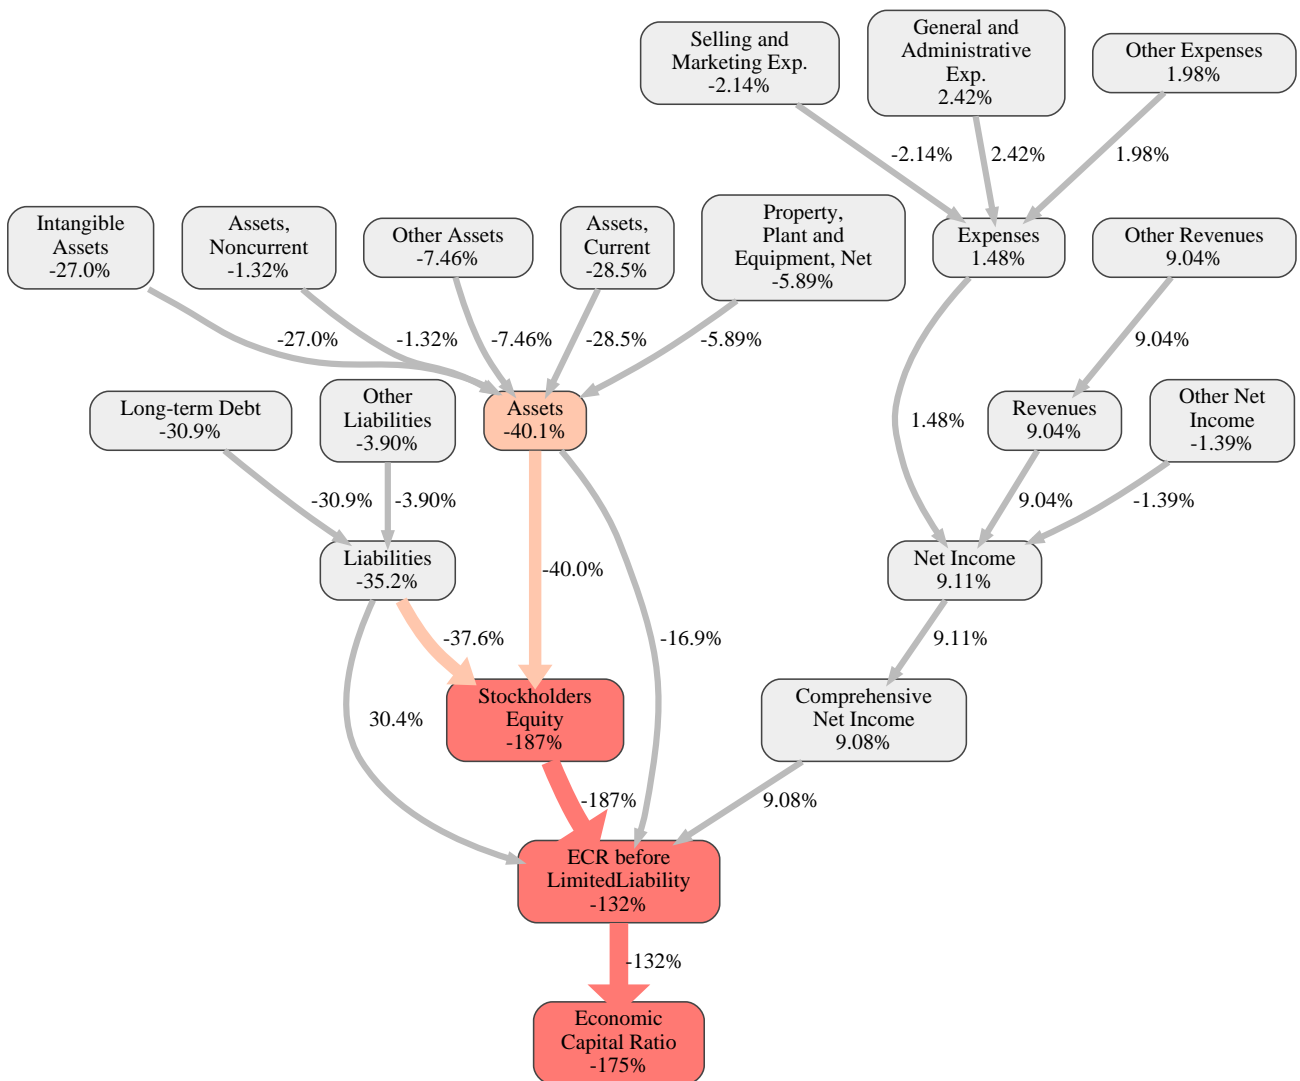 Selling and
Marketing Exp.
-2.14%
General and
Administrative
Exp.
2.42%
Other Expenses
1.98%
-2.14%
2.42%
1.98%
Intangible
Assets
-27.0%
Assets,
Noncurrent
-1.32%
Other Assets
-7.46%
Assets,
Current
-28.5%
Property,
Plant and
Equipment, Net
-5.89%
Expenses
1.48%
Other Revenues
9.04%
-27.0%
-1.32%
-7.46%
-28.5%
-5.89%
9.04%
Long-term Debt
-30.9%
Other
Liabilities
-3.90%
Assets
-40.1%
1.48%
Revenues
9.04%
Other Net
Income
-1.39%
-30.9%
-3.90%
9.04%
-1.39%
Liabilities
-35.2%
-40.0%
Net Income
9.11%
-37.6%
-16.9%
9.11%
30.4%
Stockholders
Equity
-187%
Comprehensive
Net Income
9.08%
-187%
9.08%
ECR before
LimitedLiability
-132%
-132%
Economic
Capital Ratio
-175%